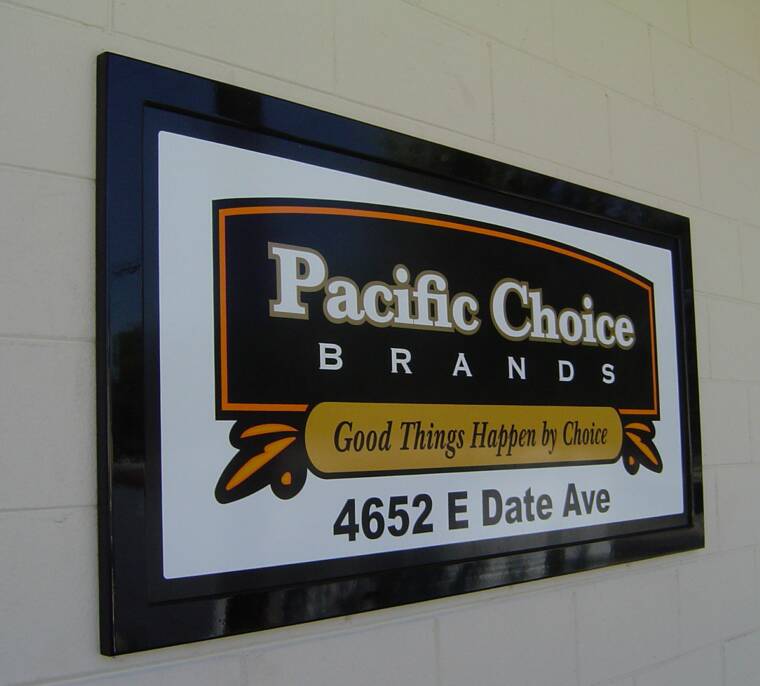 Pacific Choice
BRANDS
Good Things Happen by Choice
4652 E Date Ave